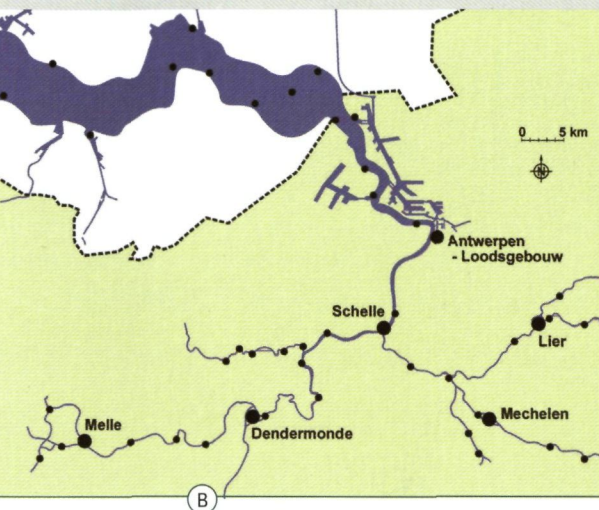 0 5 km
N
Antwerpen
- Loodsgebouw
Schelle
Lier
Mechelen
Melle
Dendermonde
B